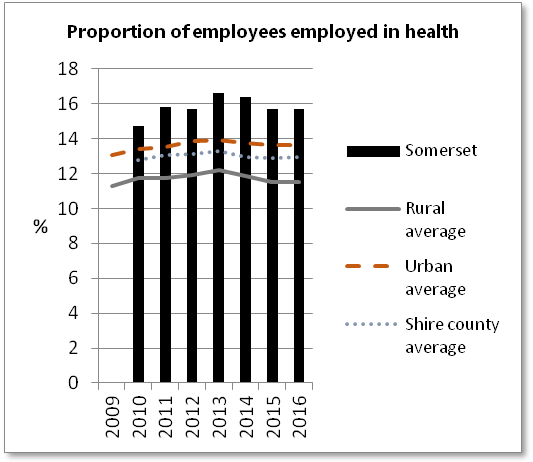 Proportion of employees employed in health
18
16
14
12
10
8
6
4
2
0
%
2009
2010
2011
2012
2013
2014
2015
2016
Somerset
Rural
average
Urban
average
Shire county
average